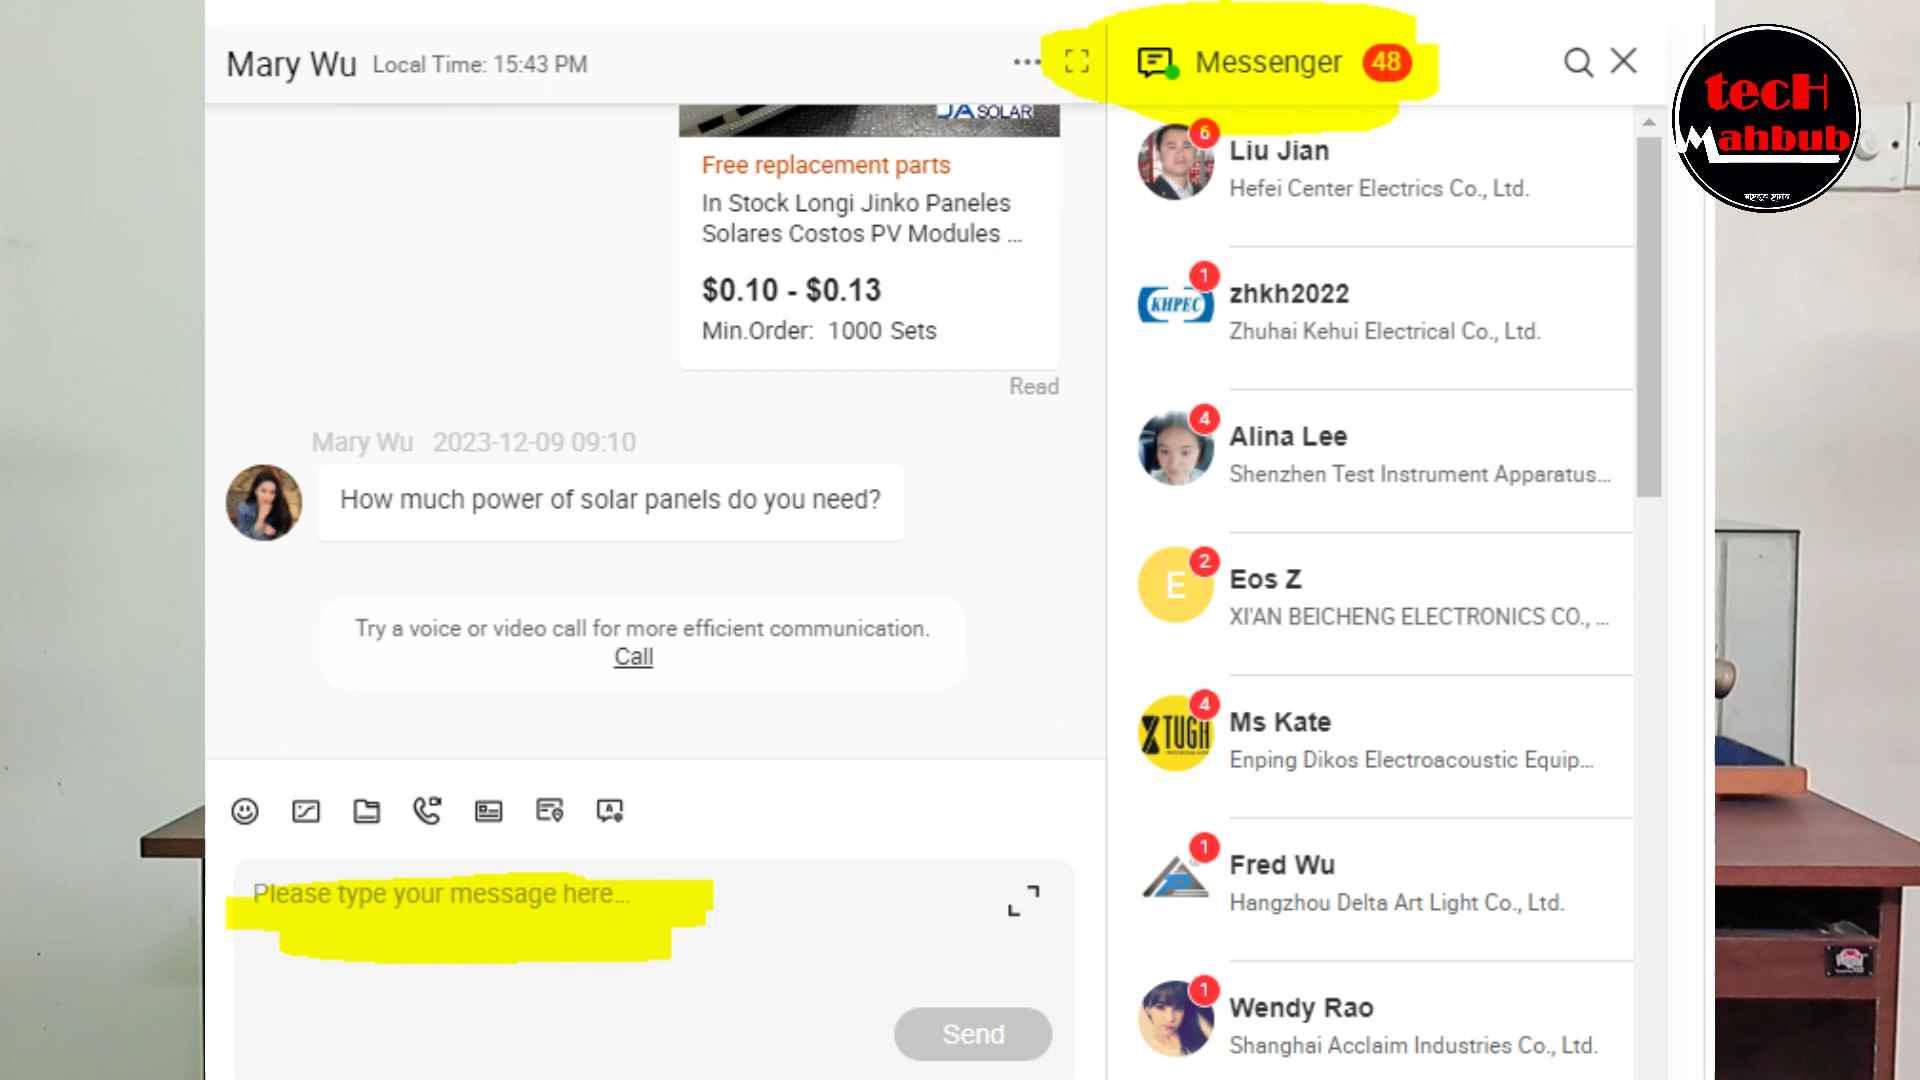 Mary Wu Local Time: 15:43 PM
JA SOLAR
Free replacement parts
In Stock Longi Jinko Paneles
Solares Costos PV Modules ...
$0.10 - $0.13
Min.Order: 1000 Sets
Read
Mary Wu 2023-12-09 09:10
How much power of solar panels do you need?
Try a voice or video call for more efficient communication.
Call
Please type your message here...
Send
Messenger 48
6
Liu Jian
Hefei Center Electrics Co., Ltd.
1
KHPEC
zhkh2022
Zhuhai Kehui Electrical Co., Ltd.
4
Alina Lee
Shenzhen Test Instrument Apparatus...
2
E
Eos Z
XI'AN BEICHENG ELECTRONICS CO., ...
4
XTUGA
Ms Kate
Enping Dikos Electroacoustic Equip...
1
Fred Wu
Hangzhou Delta Art Light Co., Ltd.
1
Wendy Rao
Shanghai Acclaim Industries Co., Ltd.
tecH
Mahbub